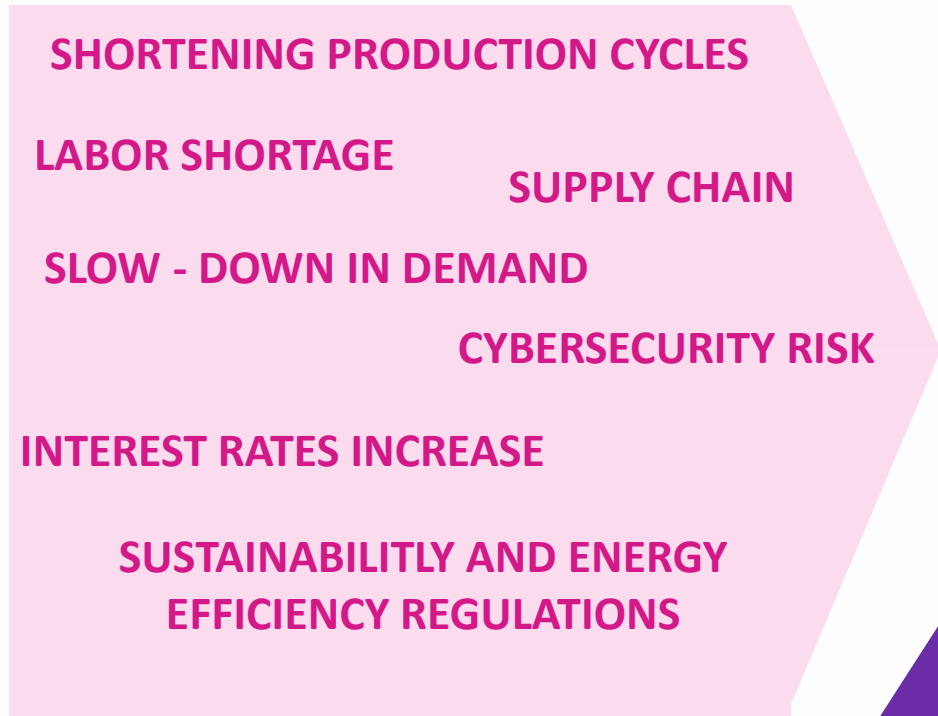 SHORTENING PRODUCTION CYCLES
LABOR SHORTAGE
SUPPLY CHAIN
SLOW - DOWN IN DEMAND
CYBERSECURITY RISK
INTEREST RATES INCREASE
SUSTAINABILITLY AND ENERGY
EFFICIENCY REGULATIONS